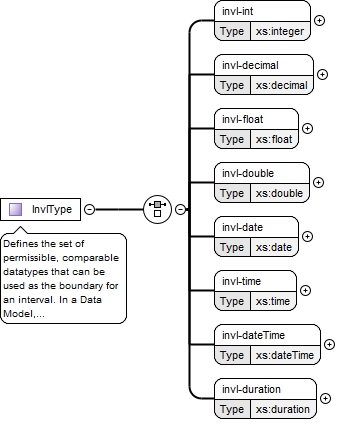 invl-int
Type xs:integer
invl-decimal
Type xs:decimal
invl-float
Type xs:float
invl-double
Type xs:double
InvlType
invl-date
Type xs:date
Defines the set of
permissible, comparable
datatypes that can be
used as the boundary for
an interval. In a Data
Model,...
invl-time
Type xs:time
invl-dateTime
Type xs:dateTime
invl-duration
Type xs:duration